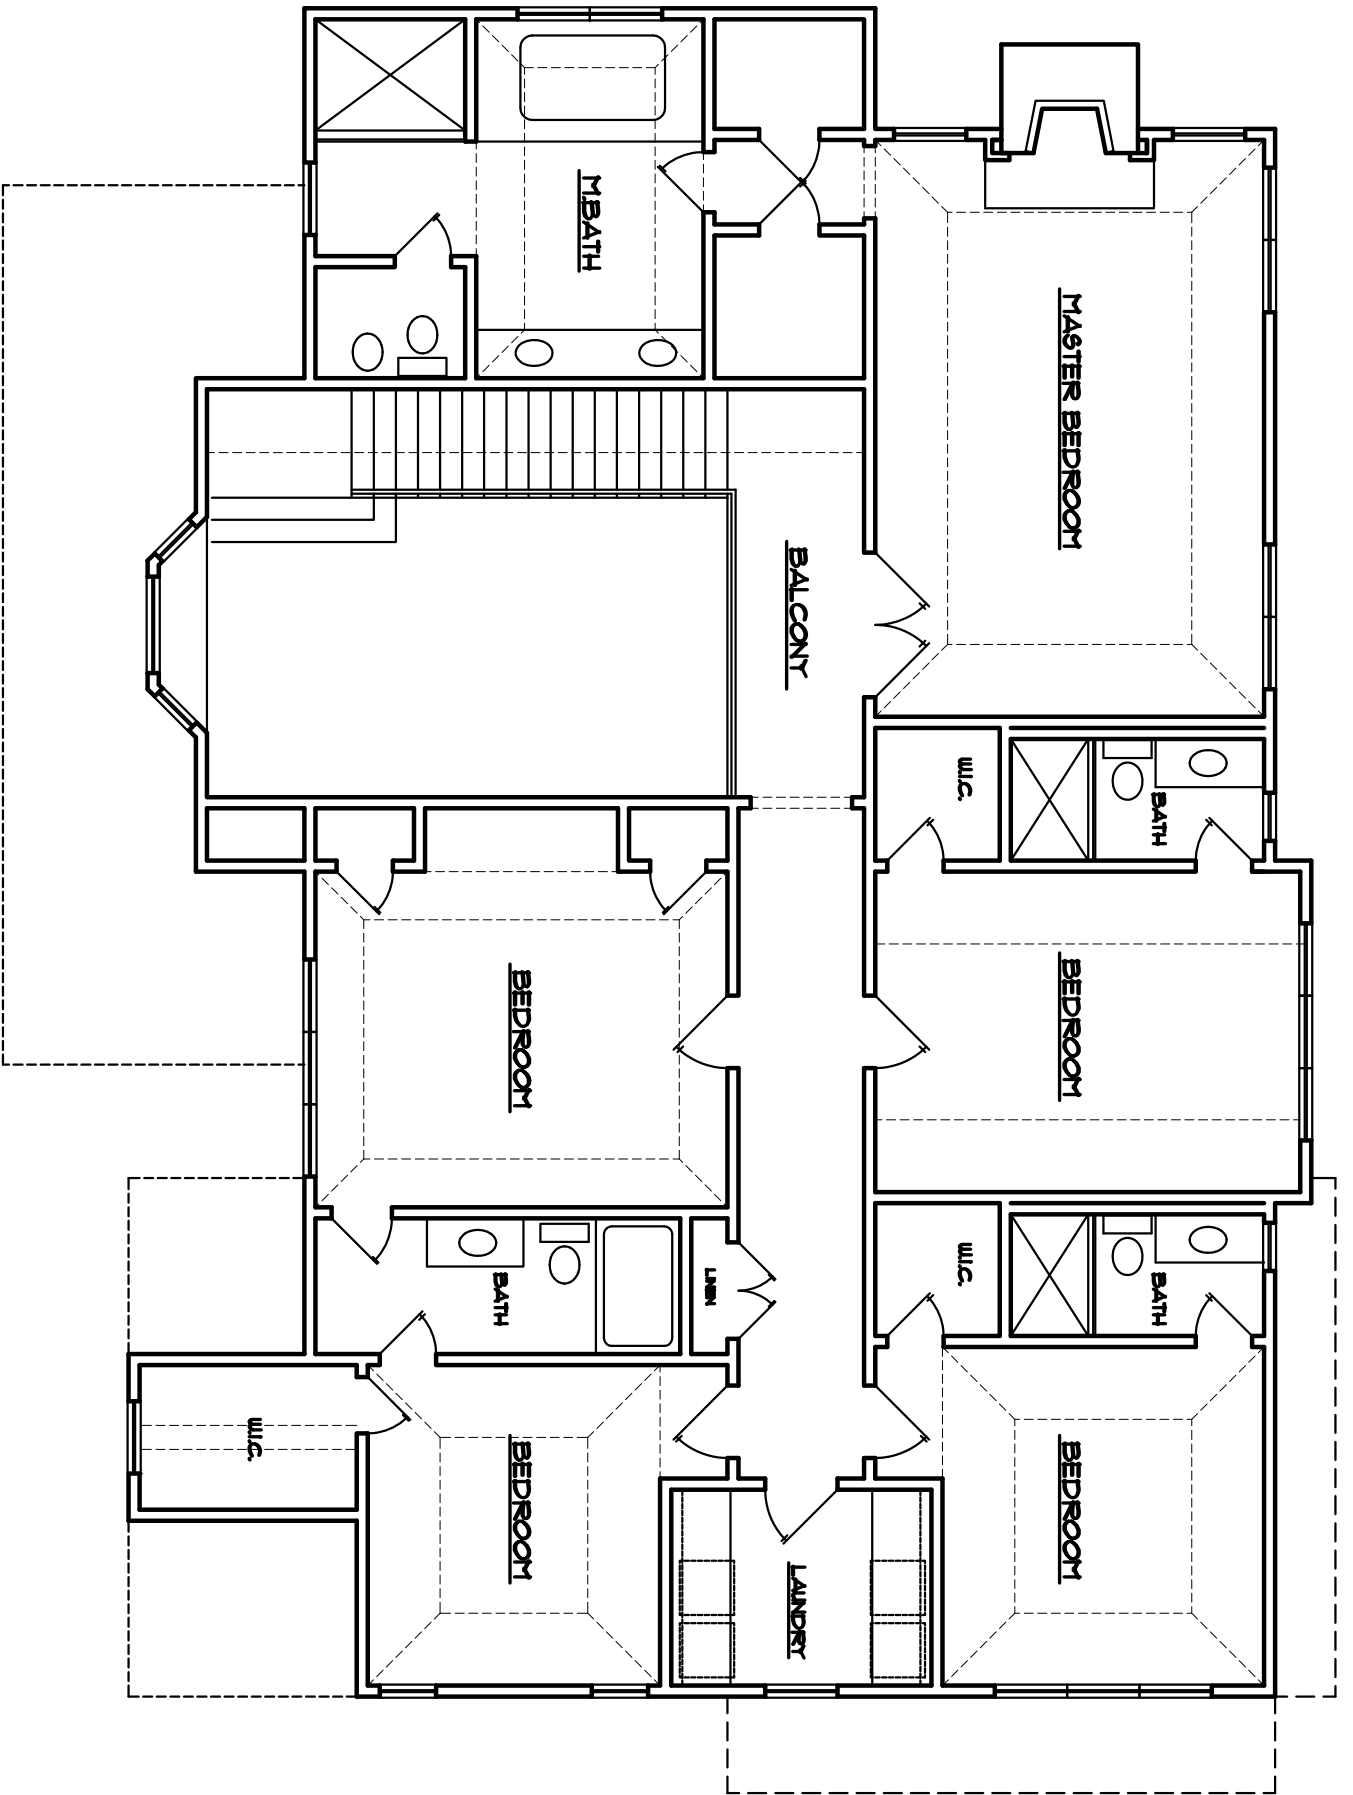 M.BATH
MASTER BEDROOM
BALCONY
W.I.C.
BATH
BEDROOM
BEDROOM
W.I.C.
BATH
BATH
LINEN
W.I.C.
BEDROOM
BEDROOM
LAUNDRY